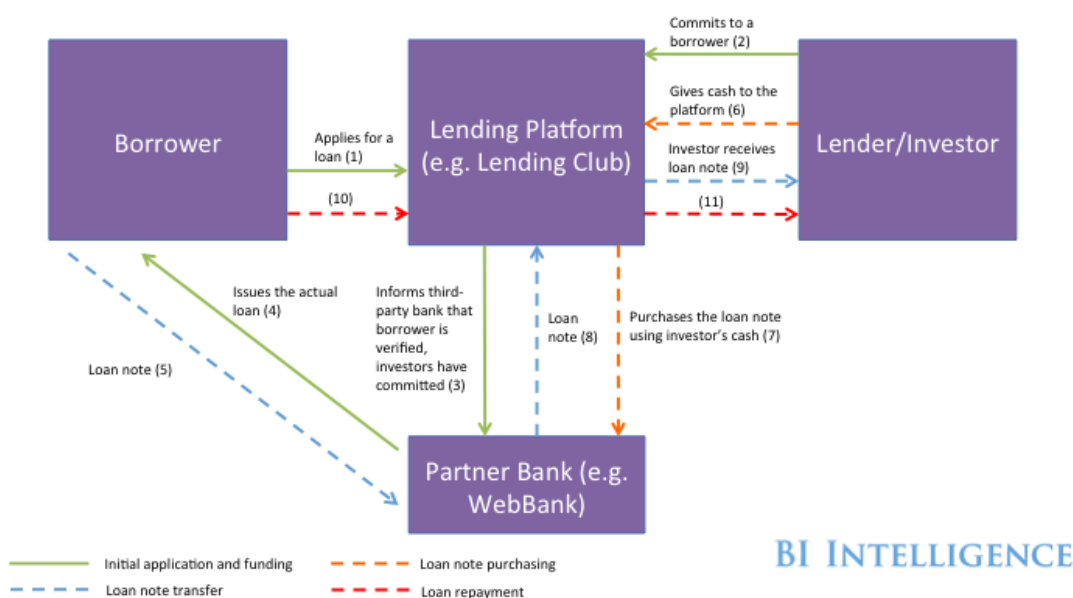 Commits to a
borrower (2)
Gives cash to the
platform (6)
Borrower
Applies for a
loan (1)
Lending Platform
(e.g. Lending Club)
Investor receives
loan note (9)
Lender/Investor
(10)
(11)
Issues the actual
loan (4)
Informs third-
party bank that
borrower is
verified,
investors have
committed (3)
Loan
note (8)
Purchases the loan note
using investor's cash (7)
Loan note (5)
Partner Bank (e.g.
WebBank)
BI INTELLIGENCE
Initial application and funding
Loan note purchasing
Loan note transfer
Loan repayment